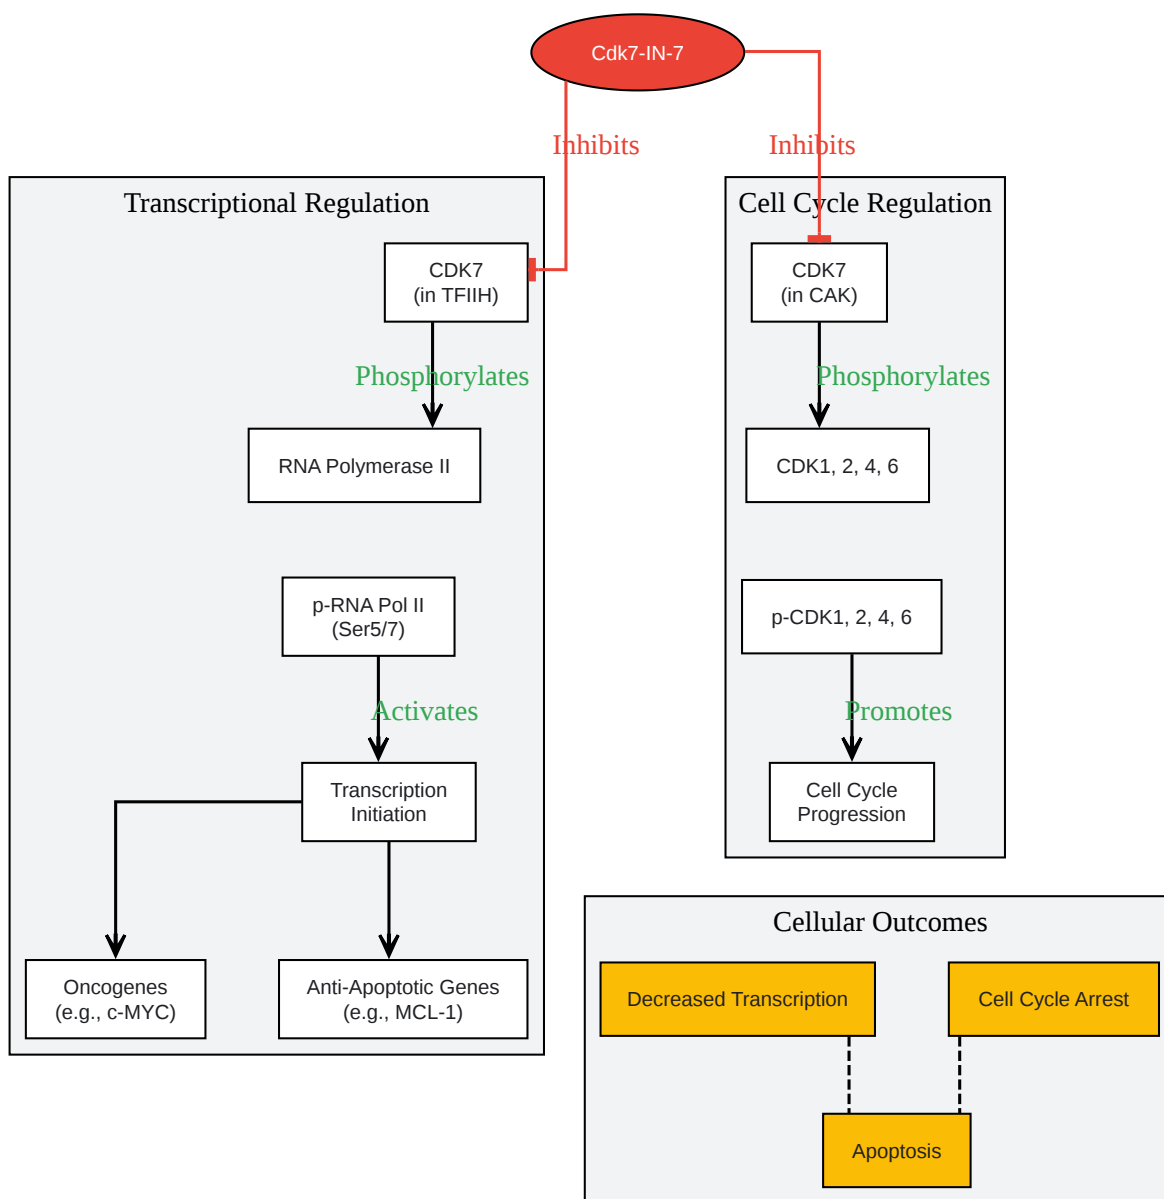 Cdk7-IN-7
Inhibits
Inhibits
Transcriptional Regulation
CDK7
(in TFIIH)
Phosphorylates
RNA Polymerase II
p-RNA Pol II
(Ser5/7)
Activates
Transcription
Initiation
Oncogenes
(e.g., c-MYC)
Anti-Apoptotic Genes
(e.g., MCL-1)
Cell Cycle Regulation
CDK7
(in CAK)
Phosphorylates
CDK1, 2, 4, 6
p-CDK1, 2, 4, 6
Promotes
Cell Cycle
Progression
Cellular Outcomes
Decreased Transcription
Cell Cycle Arrest
Apoptosis